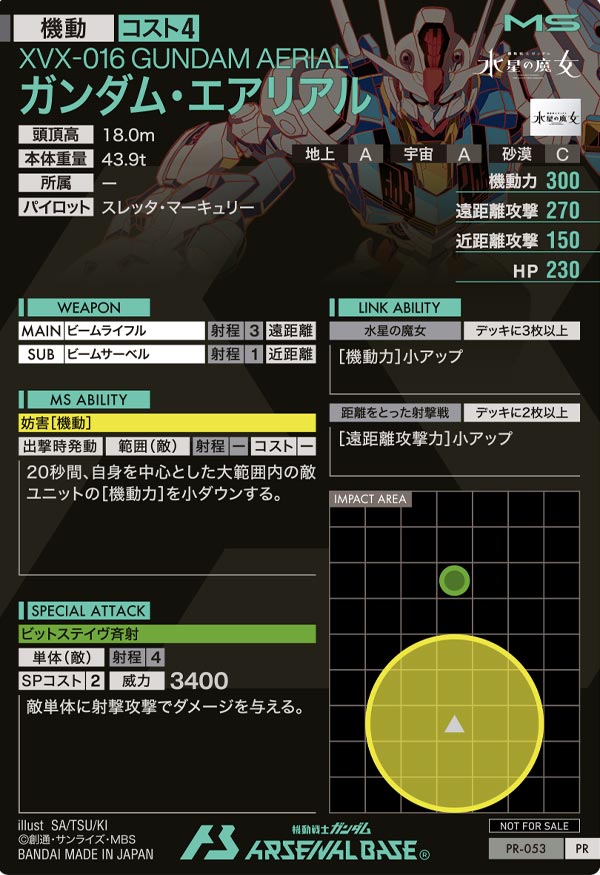 機動 コスト4
MS
XVX-016 GUNDAM AERIAL
ガンダム・エアリアル
機動戦士ガンダム
水星の魔女
水星の魔女
頭頂高 18.0m
本体重量 43.9t
所属 ー
パイロット スレッタ・マーキュリー
地上 A 宇宙 A 砂漠 C
機動力 300
遠距離攻撃 270
近距離攻撃 150
HP 230
WEAPON
MAIN ビームライフル 射程 3 遠距離
SUB ビームサーベル 射程 1 近距離
MS ABILITY
妨害[機動]
出撃時発動 範囲(敵) 射程 ー コスト ー
20秒間、自身を中心とした大範囲内の敵
ユニットの[機動力]を小ダウンする。
SPECIAL ATTACK
ビットステイヴ斉射
単体(敵) 射程 4
SPコスト 2 威力 3400
敵単体に射撃攻撃でダメージを与える。
LINK ABILITY
水星の魔女 デッキに3枚以上
[機動力]小アップ
距離をとった射撃戦 デッキに2枚以上
[遠距離攻撃力]小アップ
IMPACT AREA
illust SA/TSU/KI
©創通・サンライズ・MBS
BANDAI MADE IN JAPAN
機動戦士ガンダム
ARSENAL BASE®
NOT FOR SALE
PR-053 PR